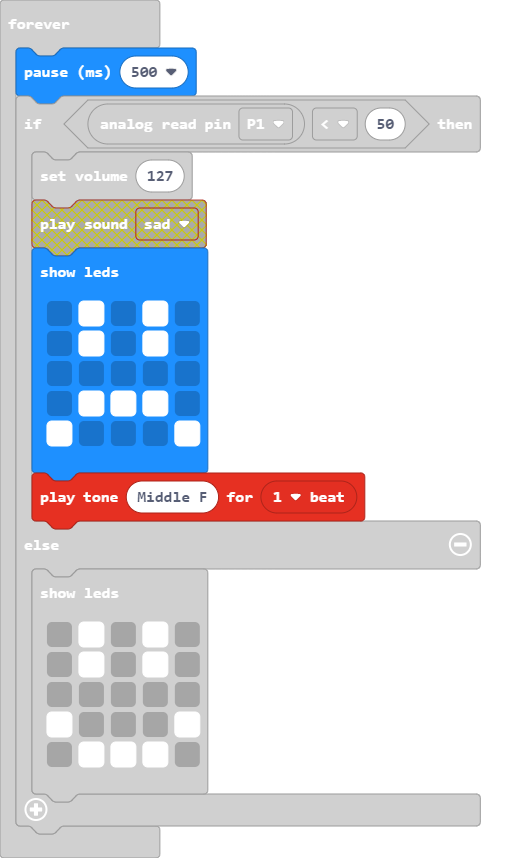 forever
pause (ms) 500
if analog read pin P1 < 50 then
set volume 127
play sound sad
show leds
play tone Middle F for 1 beat
else
show leds